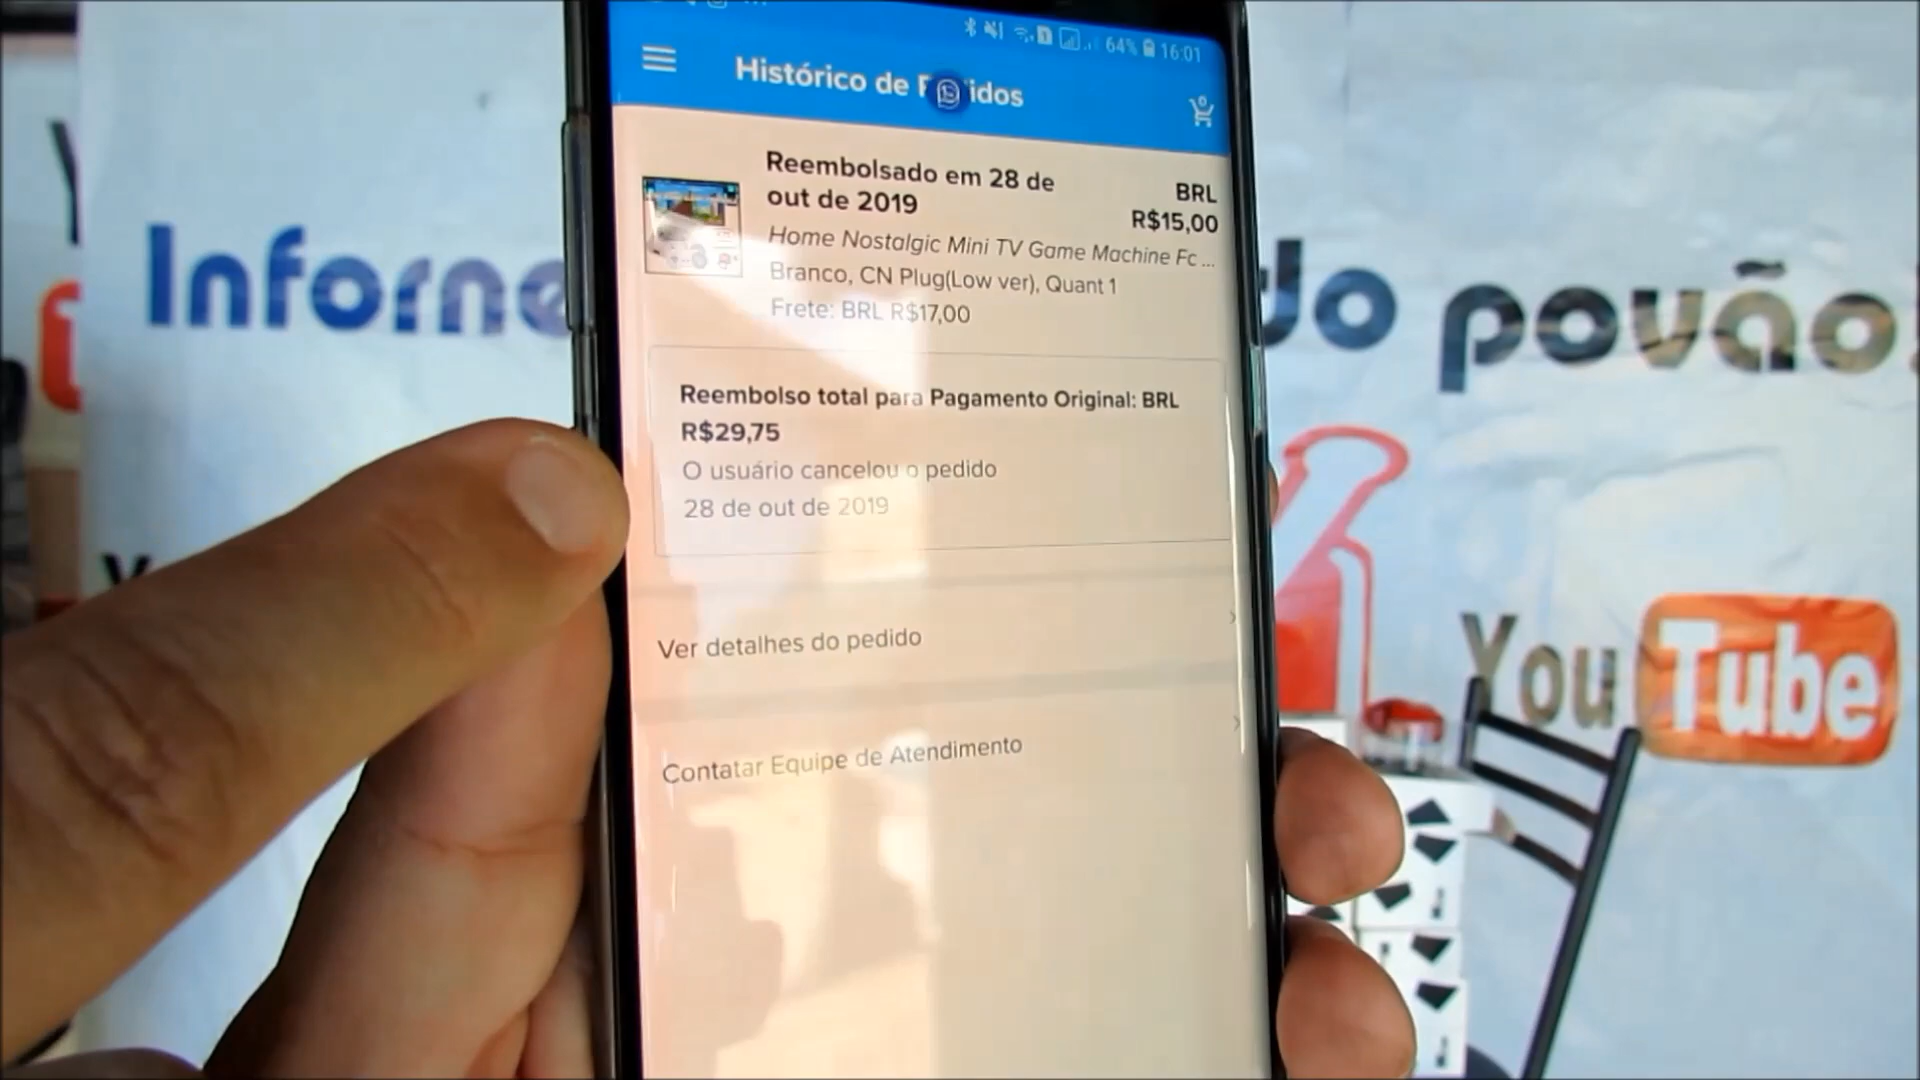 64% 16:01
Histórico de
idos
0
Reembolsado em 28 de
out de 2019
BRL
R$15,00
Home Nostalgic Mini TV Game Machine Fc ...
Branco, CN Plug(Low ver), Quant 1
Frete: BRL R$17,00
Reembolso total para Pagamento Original: BRL
R$29,75
O usuário cancelou o pedido
28 de out de 2019
Ver detalhes do pedido
Contatar Equipe de Atendimento
Informe
do povão!
YouTube